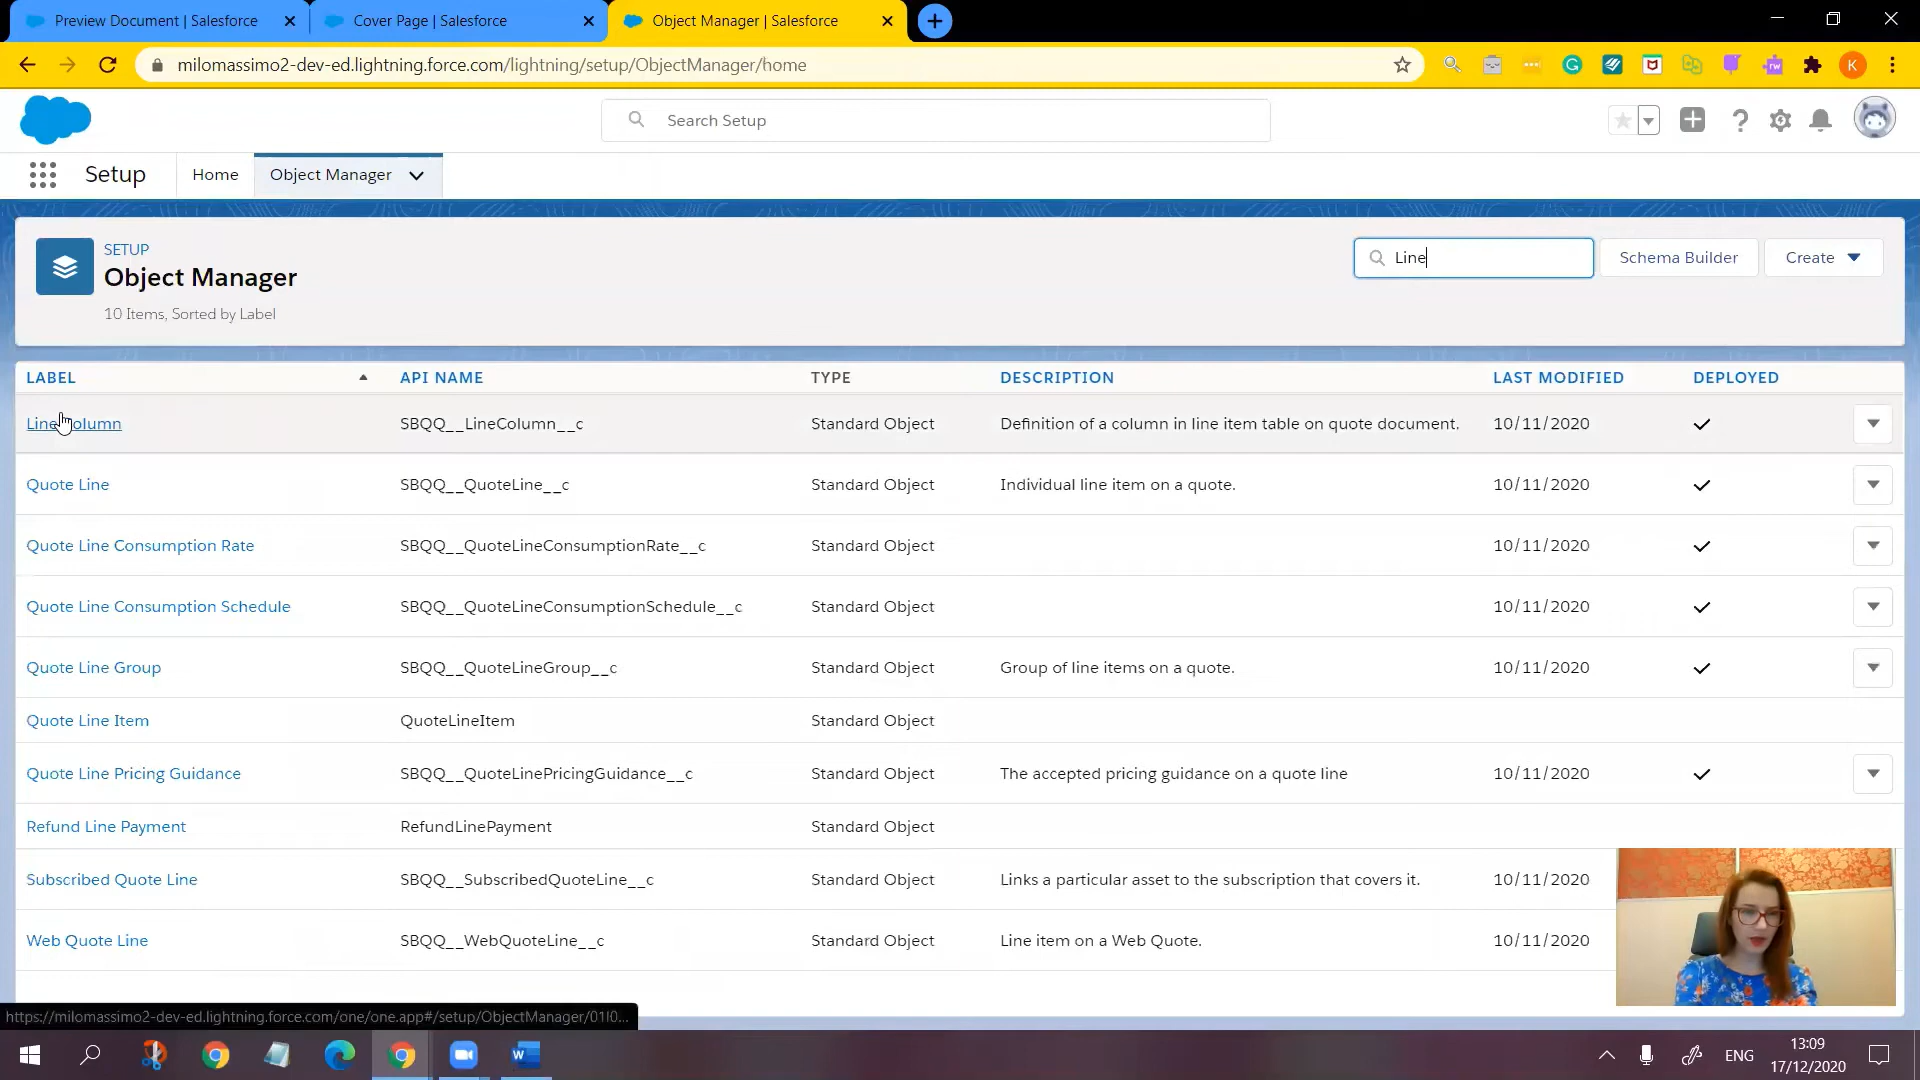 Preview Document | Salesforce
Cover Page | Salesforce
Object Manager | Salesforce
milomassimo2-dev-ed.lightning.force.com/lightning/setup/ObjectManager/home
K
Search Setup
Setup
Home
Object Manager
SETUP
Object Manager
10 Items, Sorted by Label
Line
Schema Builder
Create
LABEL API NAME TYPE DESCRIPTION LAST MODIFIED DEPLOYED
Line Column SBQQ__LineColumn__c Standard Object Definition of a column in line item table on quote document. 10/11/2020
Quote Line SBQQ__QuoteLine__c Standard Object Individual line item on a quote. 10/11/2020
Quote Line Consumption Rate SBQQ__QuoteLineConsumptionRate__c Standard Object 10/11/2020
Quote Line Consumption Schedule SBQQ__QuoteLineConsumptionSchedule__c Standard Object 10/11/2020
Quote Line Group SBQQ__QuoteLineGroup__c Standard Object Group of line items on a quote. 10/11/2020
Quote Line Item QuoteLineItem Standard Object
Quote Line Pricing Guidance SBQQ__QuoteLinePricingGuidance__c Standard Object The accepted pricing guidance on a quote line 10/11/2020
Refund Line Payment RefundLinePayment Standard Object
Subscribed Quote Line SBQQ__SubscribedQuoteLine__c Standard Object Links a particular asset to the subscription that covers it. 10/11/2020
Web Quote Line SBQQ__WebQuoteLine__c Standard Object Line item on a Web Quote. 10/11/2020
https://milomassimo2-dev-ed.lightning.force.com/one/one.app#/setup/ObjectManager/01I0...
ENG
13:09
17/12/2020